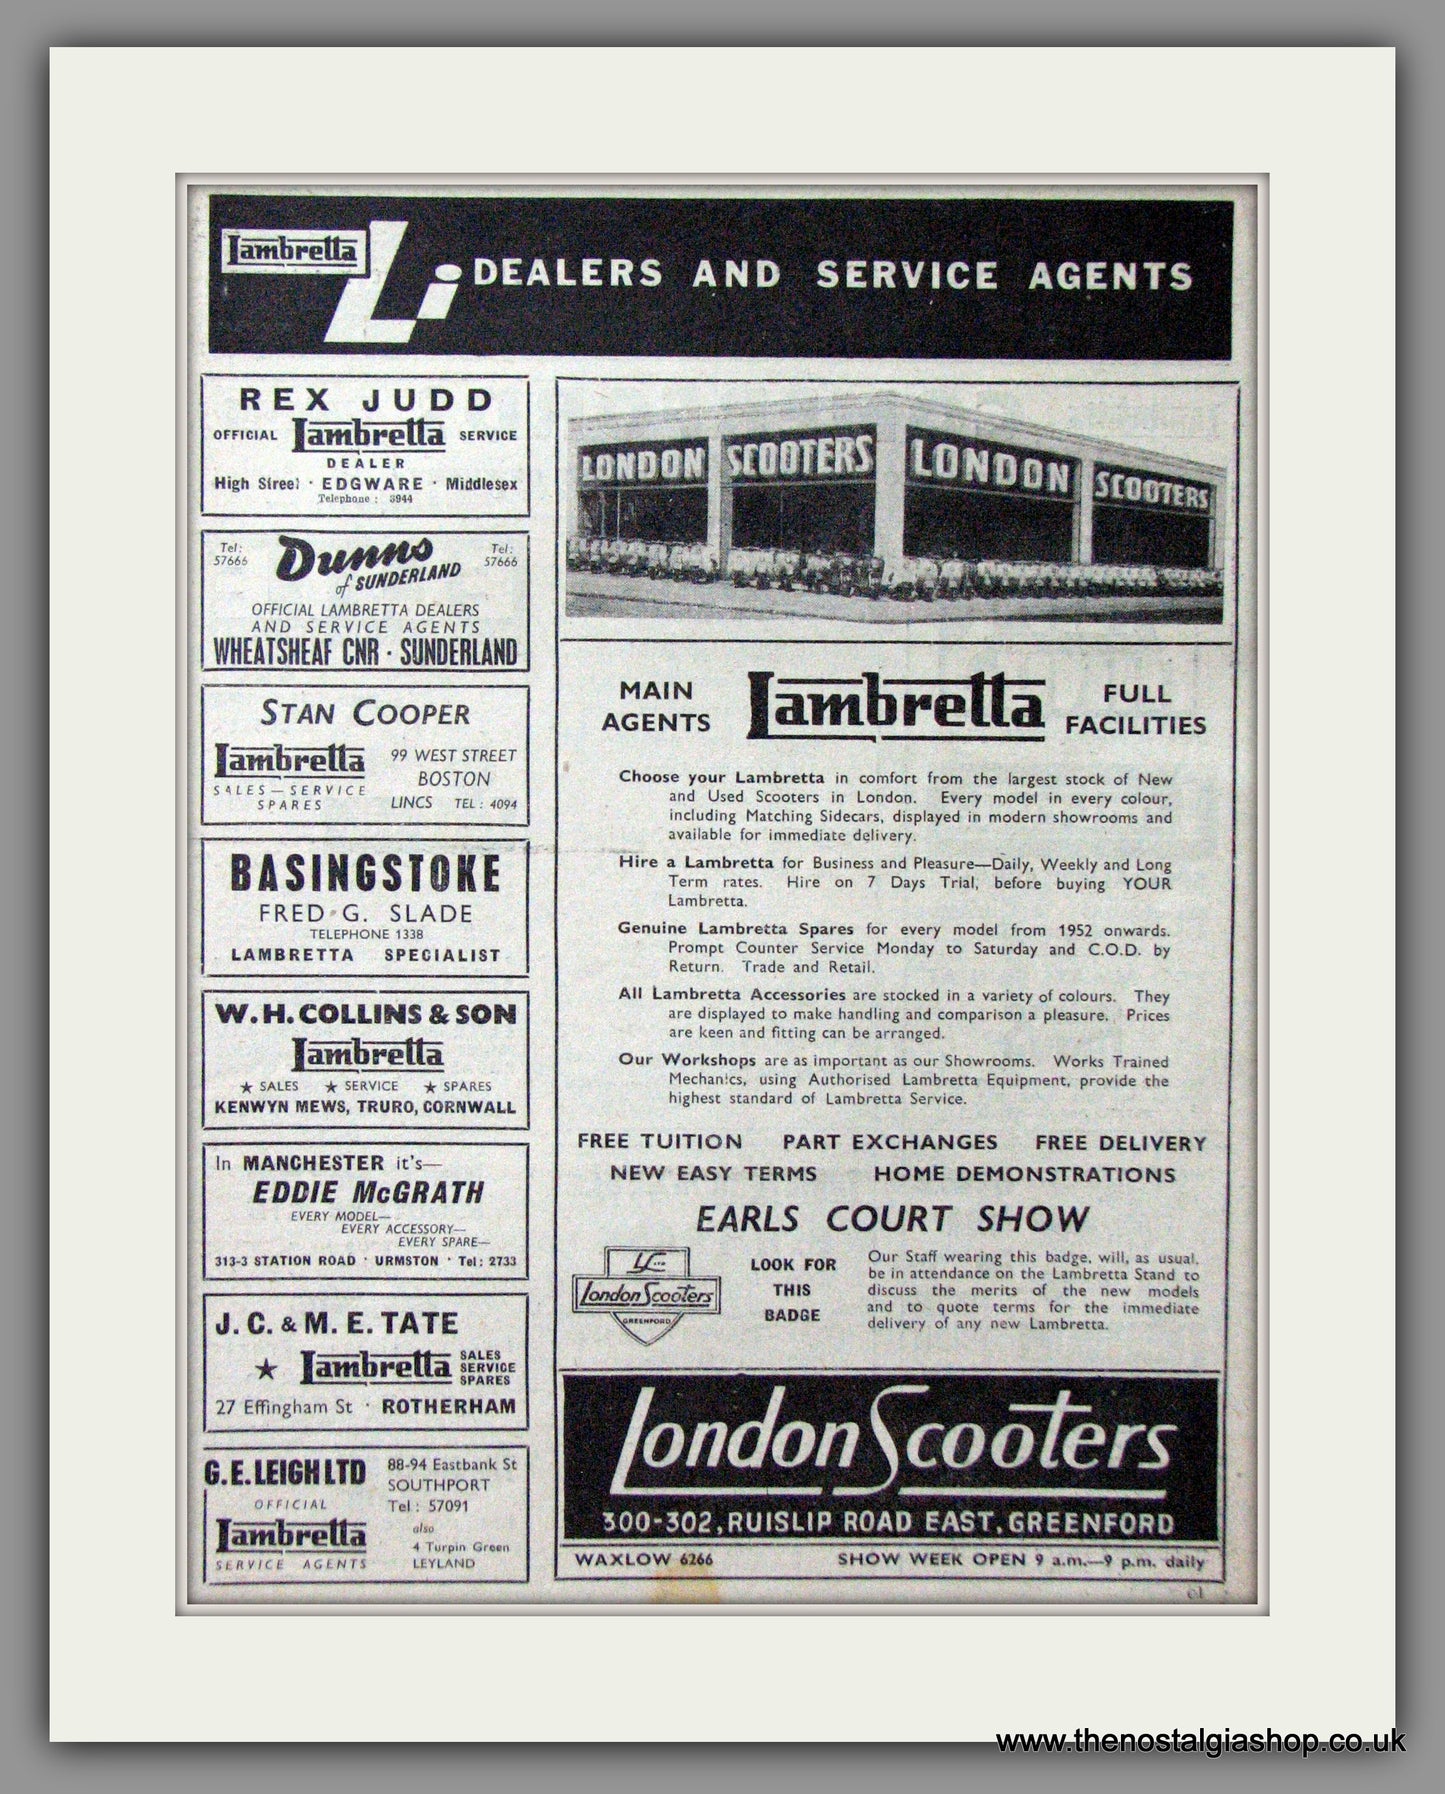 Lambretta
Li DEALERS AND SERVICE AGENTS
REX JUDD
OFFICIAL Lambretta SERVICE
DEALER
High Street · EDGWARE · Middlesex
Telephone : 3944
Tel: 57666
Dunns
of SUNDERLAND
Tel: 57666
OFFICIAL LAMBRETTA DEALERS
AND SERVICE AGENTS
WHEATSHEAF CNR · SUNDERLAND
STAN COOPER
Lambretta
SALES—SERVICE
SPARES
99 WEST STREET
BOSTON
LINCS TEL : 4094
BASINGSTOKE
FRED G. SLADE
TELEPHONE 1338
LAMBRETTA SPECIALIST
W.H. COLLINS & SON
Lambretta
★ SALES ★ SERVICE ★ SPARES
KENWYN MEWS, TRURO, CORNWALL
In MANCHESTER it's—
EDDIE McGRATH
EVERY MODEL—
EVERY ACCESSORY—
EVERY SPARE—
313-3 STATION ROAD · URMSTON · Tel : 2733
J. C. & M. E. TATE
★ Lambretta SALES
SERVICE
SPARES
27 Effingham St · ROTHERHAM
G. E. LEIGH LTD
OFFICIAL
Lambretta
SERVICE AGENTS
88-94 Eastbank St
SOUTHPORT
Tel : 57091
also
4 Turpin Green
LEYLAND
LONDON SCOOTERS LONDON SCOOTERS
MAIN
AGENTS
Lambretta
FULL
FACILITIES
Choose your Lambretta in comfort from the largest stock of New
and Used Scooters in London. Every model in every colour,
including Matching Sidecars, displayed in modern showrooms and
available for immediate delivery.
Hire a Lambretta for Business and Pleasure—Daily, Weekly and Long
Term rates. Hire on 7 Days Trial, before buying YOUR
Lambretta.
Genuine Lambretta Spares for every model from 1952 onwards.
Prompt Counter Service Monday to Saturday and C.O.D. by
Return. Trade and Retail.
All Lambretta Accessories are stocked in a variety of colours. They
are displayed to make handling and comparison a pleasure. Prices
are keen and fitting can be arranged.
Our Workshops are as important as our Showrooms. Works Trained
Mechanics, using Authorised Lambretta Equipment, provide the
highest standard of Lambretta Service.
FREE TUITION PART EXCHANGES FREE DELIVERY
NEW EASY TERMS HOME DEMONSTRATIONS
EARLS COURT SHOW
London Scooters
GREENFORD
LOOK FOR
THIS
BADGE
Our Staff wearing this badge, will, as usual,
be in attendance on the Lambretta Stand to
discuss the merits of the new models
and to quote terms for the immediate
delivery of any new Lambretta.
London Scooters
300-302, RUISLIP ROAD EAST, GREENFORD
WAXLOW 6266 SHOW WEEK OPEN 9 a.m.—9 p.m. daily
www.thenostalgiashop.co.uk